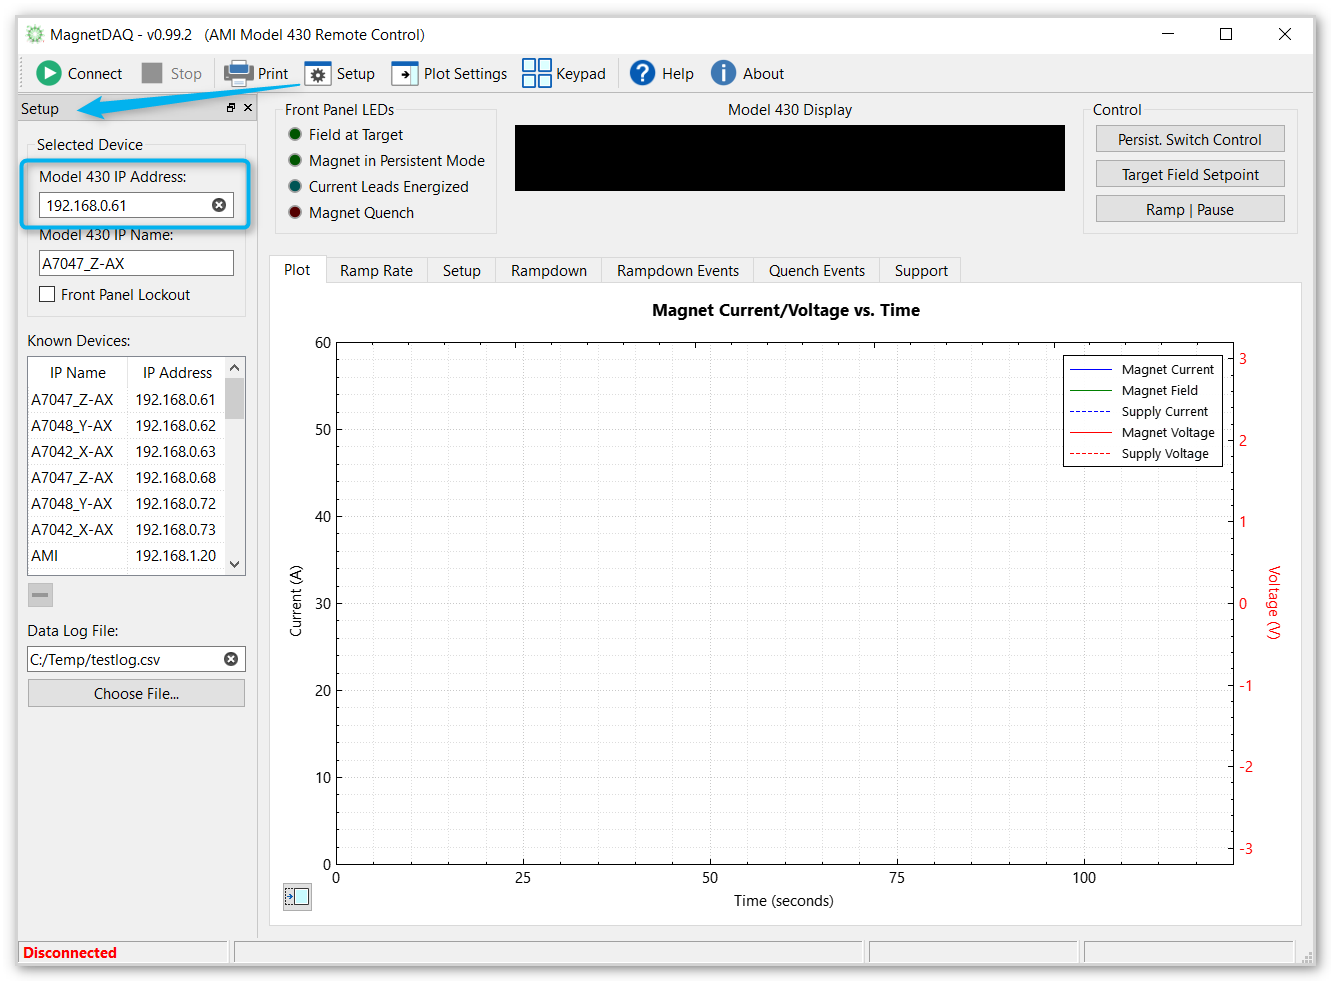 MagnetDAQ - v0.99.2   (AMI Model 430 Remote Control)
Connect
Stop
Print
Setup
Plot Settings
Keypad
Help
About
Setup
Selected Device
Model 430 IP Address:
192.168.0.61
Model 430 IP Name:
A7047_Z-AX
Front Panel Lockout
Known Devices:
IP Name IP Address
A7047_Z-AX 192.168.0.61
A7048_Y-AX 192.168.0.62
A7042_X-AX 192.168.0.63
A7047_Z-AX 192.168.0.68
A7048_Y-AX 192.168.0.72
A7042_X-AX 192.168.0.73
AMI 192.168.1.20
Data Log File:
C:/Temp/testlog.csv
Choose File...
Front Panel LEDs
Field at Target
Magnet in Persistent Mode
Current Leads Energized
Magnet Quench
Model 430 Display
Control
Persist. Switch Control
Target Field Setpoint
Ramp | Pause
Plot
Ramp Rate
Setup
Rampdown
Rampdown Events
Quench Events
Support
Magnet Current/Voltage vs. Time
60
50
40
30
20
10
0
Current (A)
Magnet Current
Magnet Field
Supply Current
Magnet Voltage
Supply Voltage
3
2
1
0
-1
-2
-3
Voltage (V)
0 25 50 75 100
Time (seconds)
Disconnected